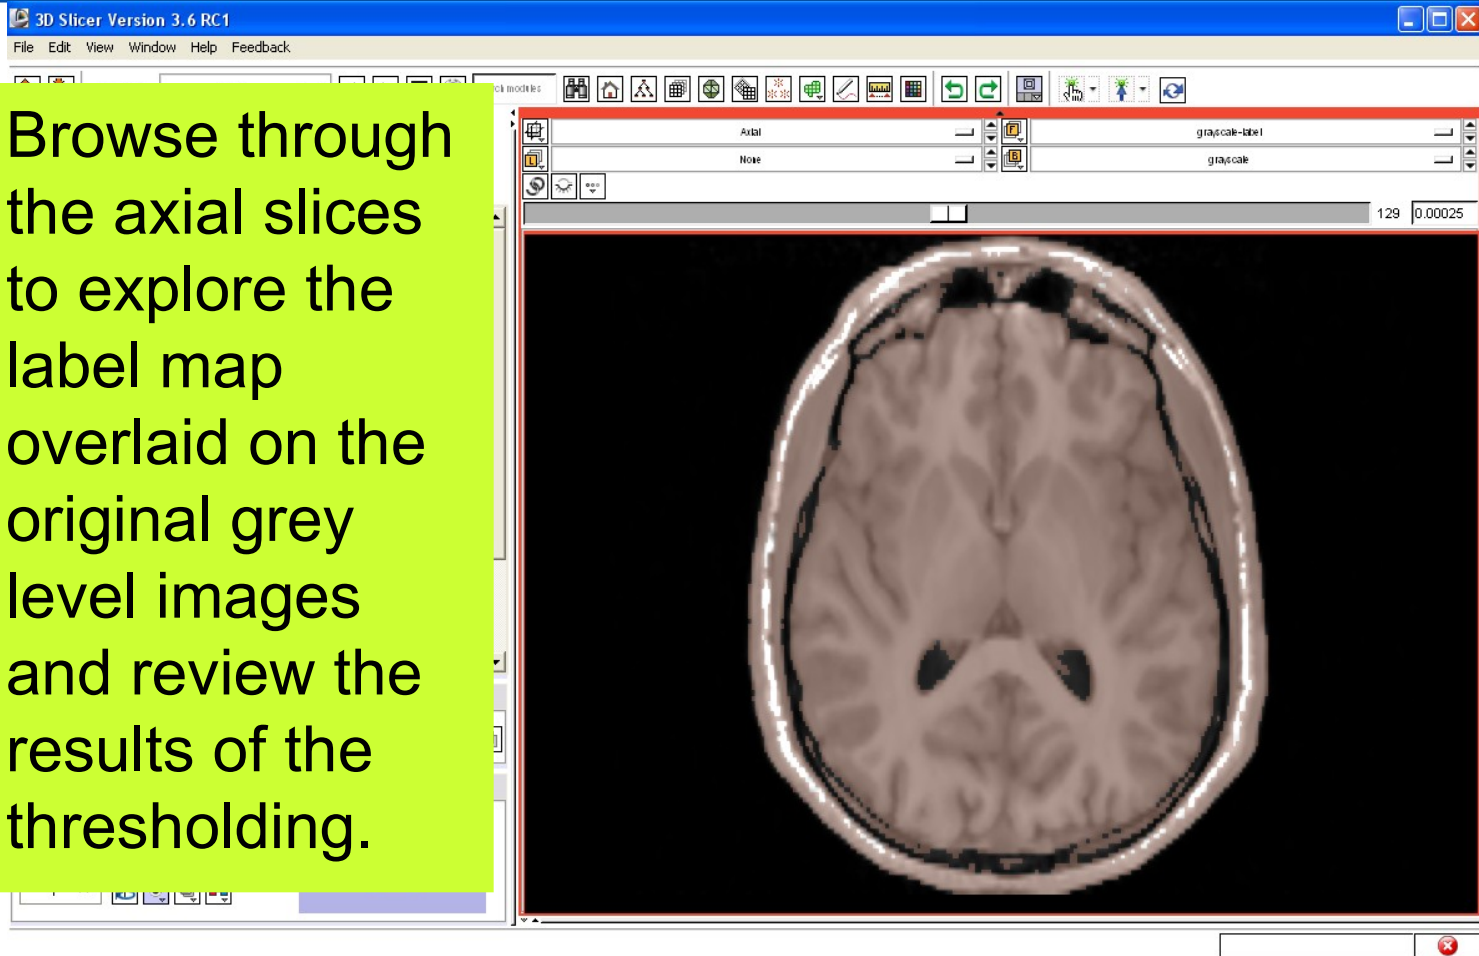 3D Slicer Version 3.6 RC1
File Edit View Window Help Feedback
modules
Browse through
the axial slices
to explore the
label map
overlaid on the
original grey
level images
and review the
results of the
thresholding.
Axial
F
grayscale-label
L
None
B
grayscale
129 0.00025